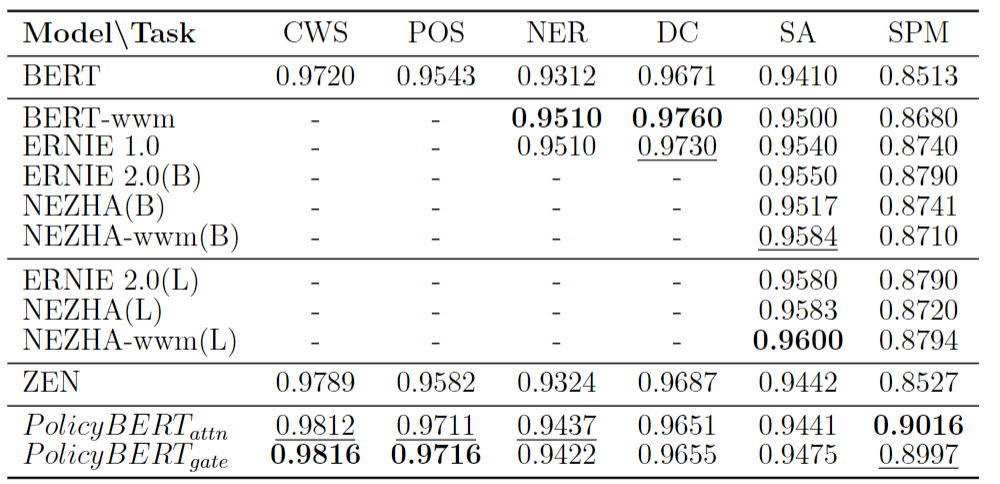 Model\Task CWS POS NER DC SA SPM
BERT 0.9720 0.9543 0.9312 0.9671 0.9410 0.8513
BERT-wwm - - 0.9510 0.9760 0.9500 0.8680
ERNIE 1.0 - - 0.9510 0.9730 0.9540 0.8740
ERNIE 2.0(B) - - - - 0.9550 0.8790
NEZHA(B) - - - - 0.9517 0.8741
NEZHA-wwm(B) - - - - 0.9584 0.8710
ERNIE 2.0(L) - - - - 0.9580 0.8790
NEZHA(L) - - - - 0.9583 0.8720
NEZHA-wwm(L) - - - - 0.9600 0.8794
ZEN 0.9789 0.9582 0.9324 0.9687 0.9442 0.8527
PolicyBERTattn 0.9812 0.9711 0.9437 0.9651 0.9441 0.9016
PolicyBERTgate 0.9816 0.9716 0.9422 0.9655 0.9475 0.8997